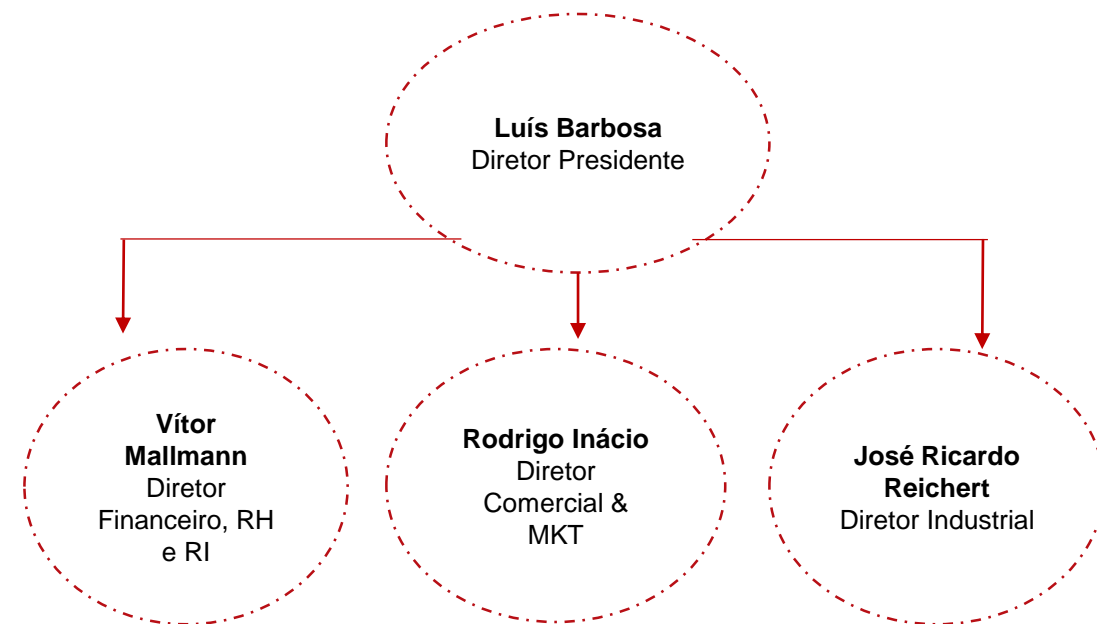 Luís Barbosa
Diretor Presidente
Vítor
Mallmann
Diretor
Financeiro, RH
e RI
Rodrigo Inácio
Diretor
Comercial &
MKT
José Ricardo
Reichert
Diretor Industrial